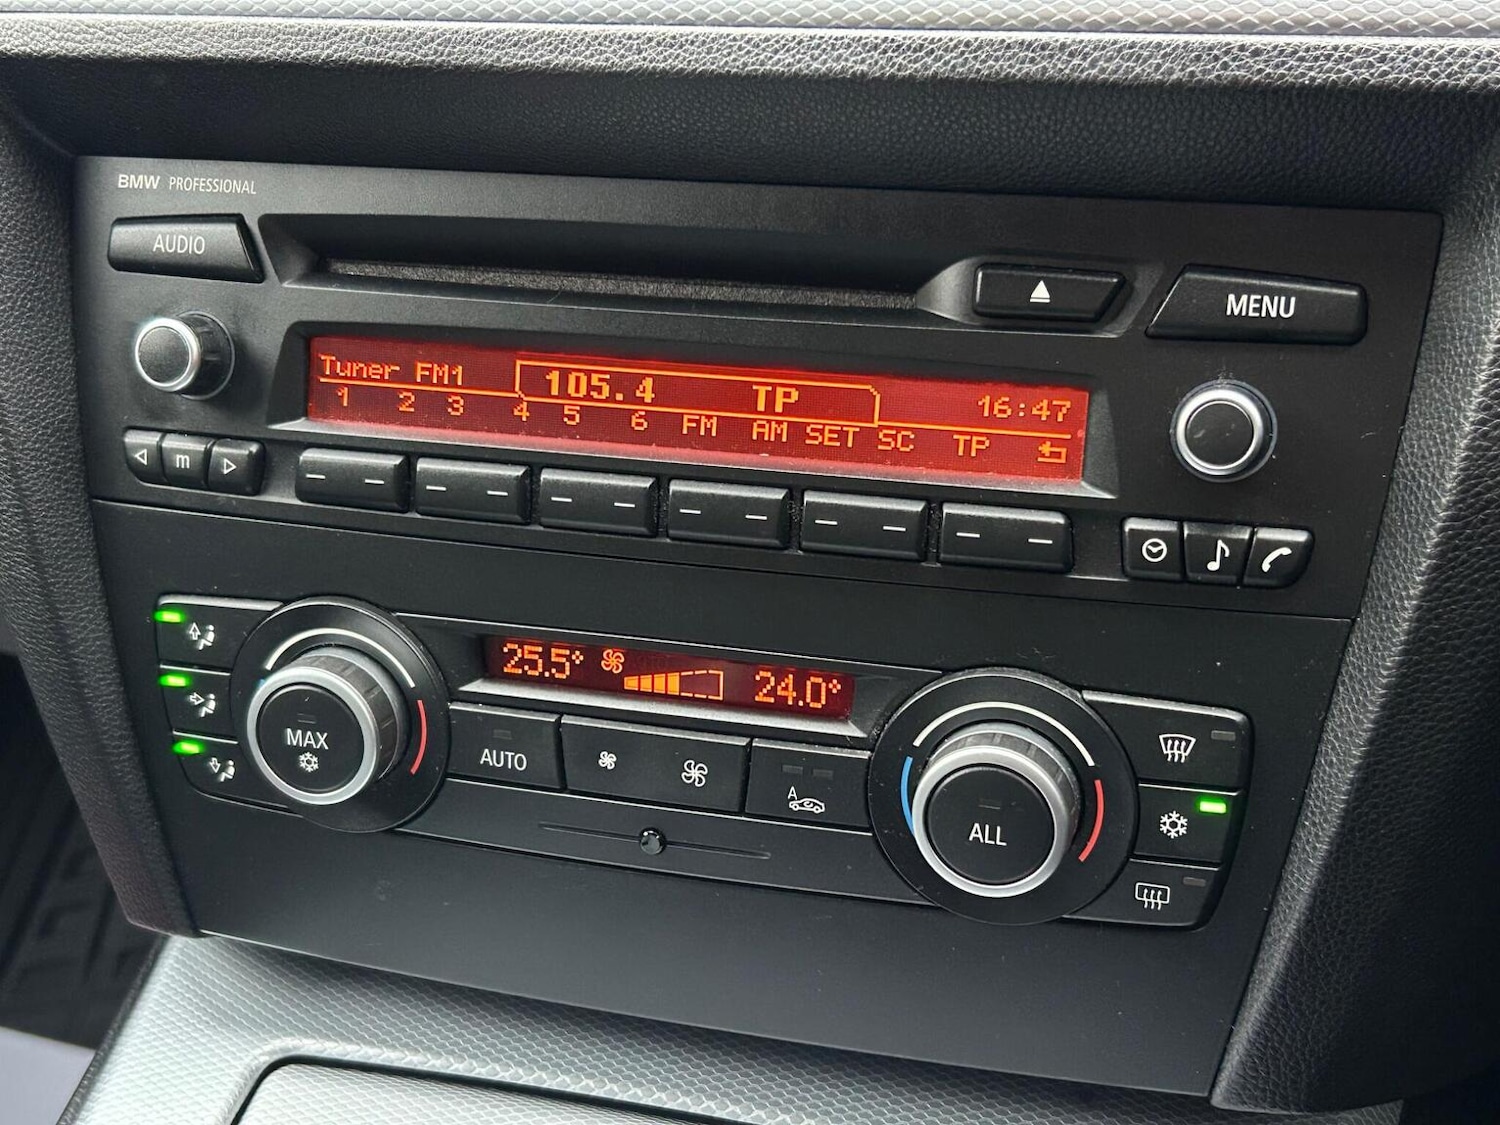 BMW PROFESSIONAL
AUDIO
MENU
Tuner FM1 105.4 TP 16:47
1 2 3 4 5 6 FM AM SET SC TP
m
25.5° 24.0°
MAX
AUTO
A
ALL